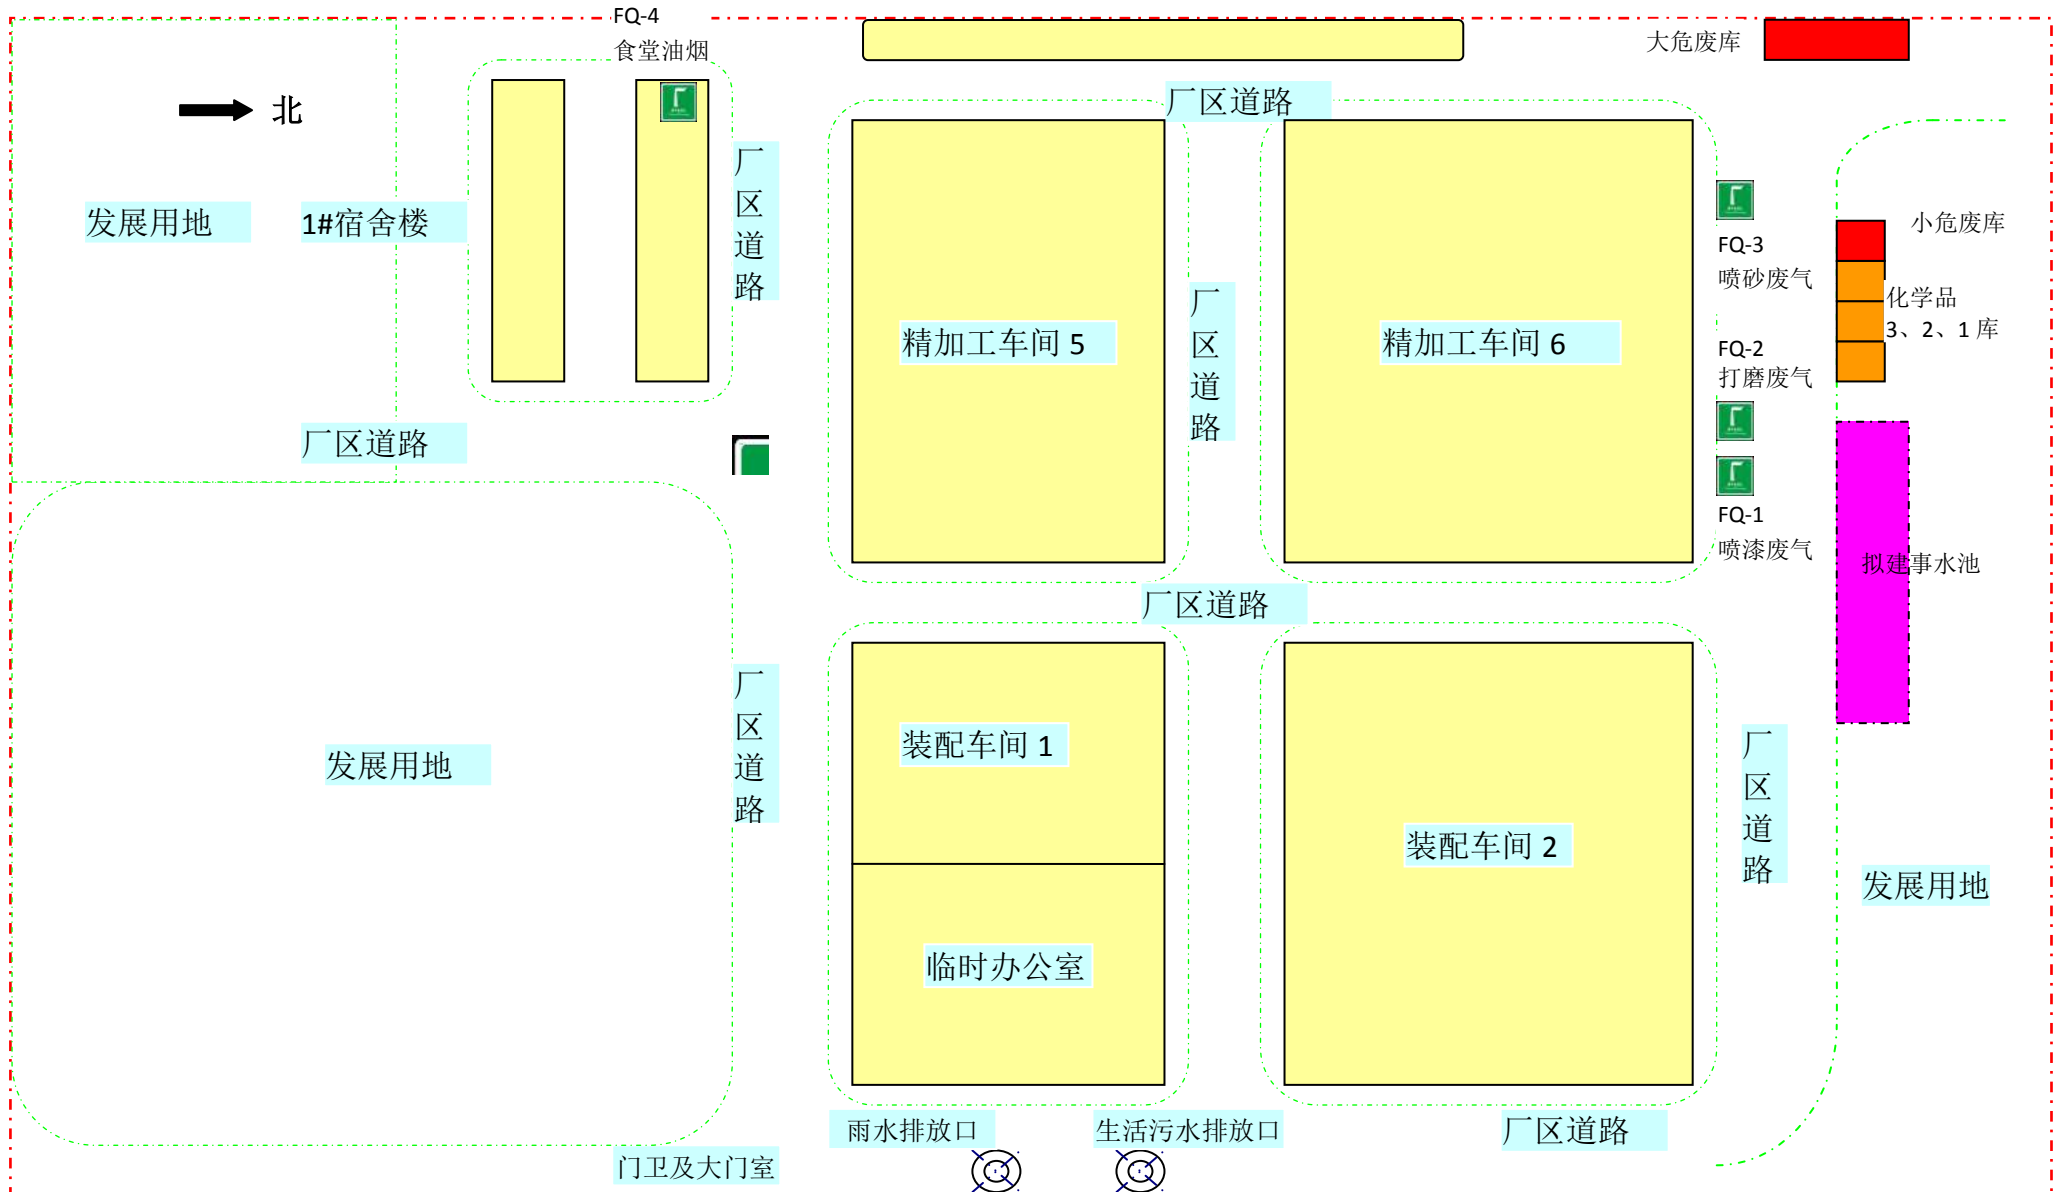 FQ-4
食堂油烟
大危废库
北
厂区道路
发展用地
1#宿舍楼
厂区道路
小危废库
FQ-3
喷砂废气
化学品
3、2、1 库
精加工车间 5
厂区道路
精加工车间 6
FQ-2
打磨废气
厂区道路
FQ-1
喷漆废气
拟建事水池
厂区道路
厂区道路
发展用地
装配车间 1
装配车间 2
厂区道路
发展用地
临时办公室
雨水排放口
生活污水排放口
厂区道路
门卫及大门室